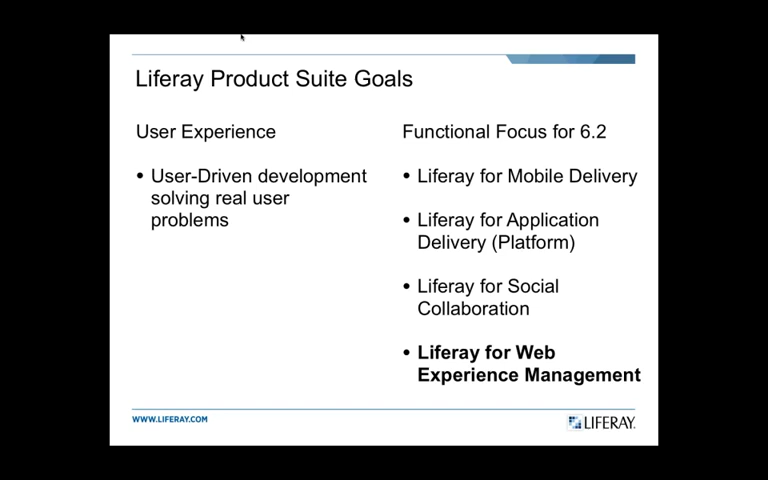 Liferay Product Suite Goals
User Experience
• User-Driven development
solving real user
problems
Functional Focus for 6.2
• Liferay for Mobile Delivery
• Liferay for Application
Delivery (Platform)
• Liferay for Social
Collaboration
• Liferay for Web
Experience Management
WWW.LIFERAY.COM
LIFERAY.